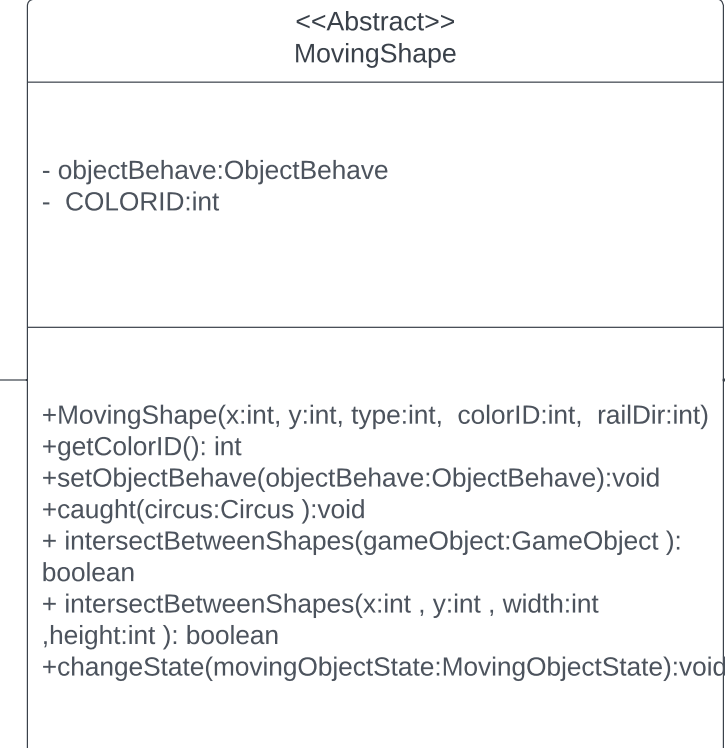 <<Abstract>>
MovingShape
- objectBehave:ObjectBehave
-  COLORID:int
+MovingShape(x:int, y:int, type:int,  colorID:int,  railDir:int)
+getColorID(): int
+setObjectBehave(objectBehave:ObjectBehave):void
+caught(circus:Circus ):void
+ intersectBetweenShapes(gameObject:GameObject ):
boolean
+ intersectBetweenShapes(x:int , y:int , width:int
,height:int ): boolean
+changeState(movingObjectState:MovingObjectState):void